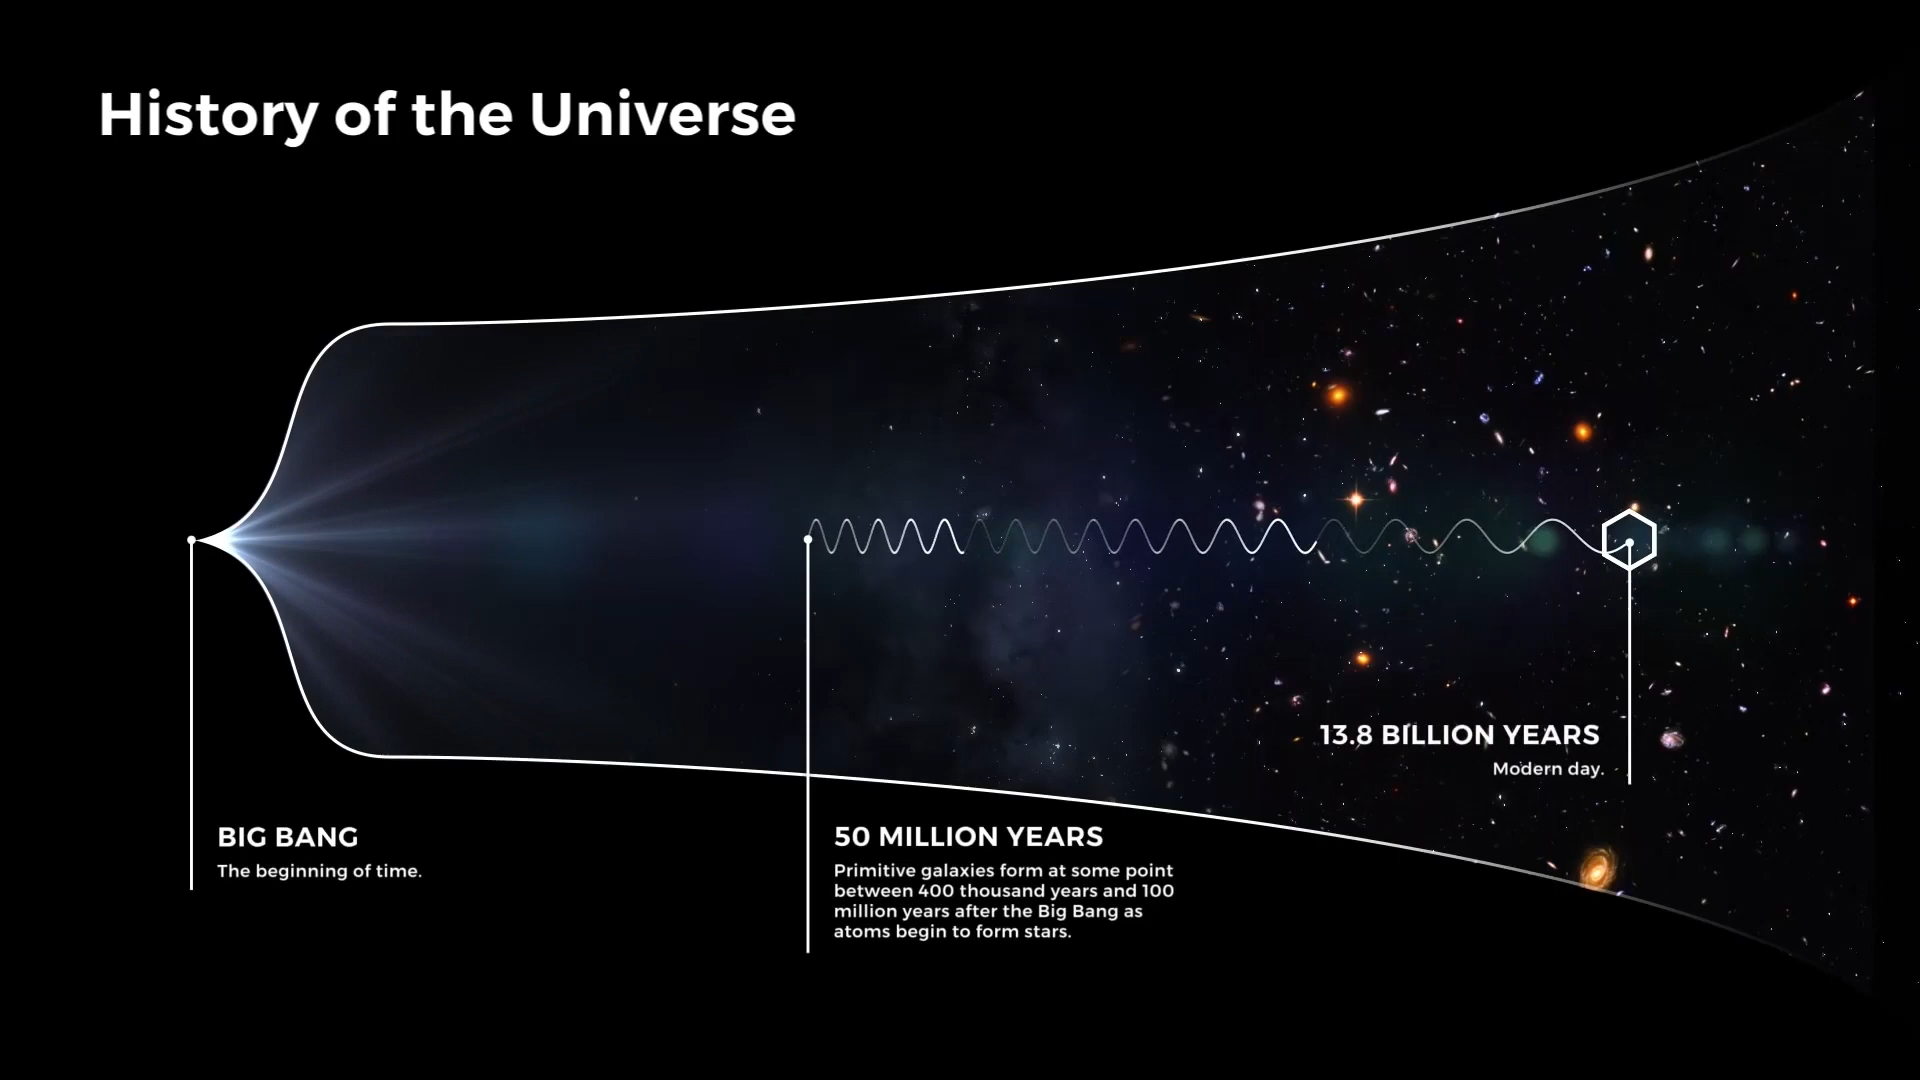 History of the Universe
BIG BANG
The beginning of time.
50 MILLION YEARS
Primitive galaxies form at some point
between 400 thousand years and 100
million years after the Big Bang as
atoms begin to form stars.
13.8 BILLION YEARS
Modern day.